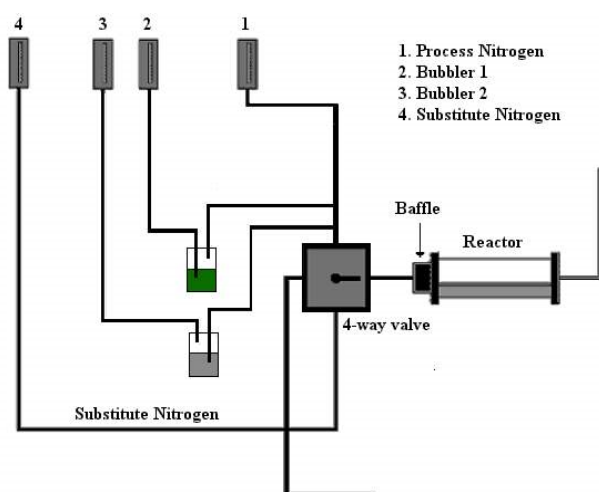 4 3 2 1
1. Process Nitrogen
2. Bubbler 1
3. Bubbler 2
4. Substitute Nitrogen
Baffle
Reactor
4-way valve
Substitute Nitrogen